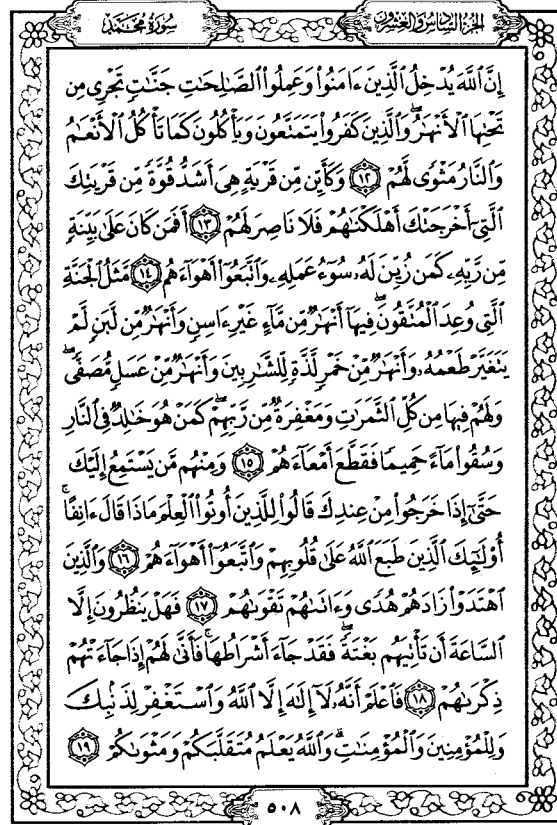 الجزء السادس والعشرون
سورة محمد
إِنَّ ٱللَّهَ يُدۡخِلُ ٱلَّذِينَ ءَامَنُواْ وَعَمِلُواْ ٱلصَّٰلِحَٰتِ جَنَّٰتٖ تَجۡرِي مِن
تَحۡتِهَا ٱلۡأَنۡهَٰرُۖ وَٱلَّذِينَ كَفَرُواْ يَتَمَتَّعُونَ وَيَأۡكُلُونَ كَمَا تَأۡكُلُ ٱلۡأَنۡعَٰمُ
وَٱلنَّارُ مَثۡوٗى لَّهُمۡ ١٢ وَكَأَيِّن مِّن قَرۡيَةٍ هِيَ أَشَدُّ قُوَّةٗ مِّن قَرۡيَتِكَ
ٱلَّتِيٓ أَخۡرَجَتۡكَ أَهۡلَكۡنَٰهُمۡ فَلَا نَاصِرَ لَهُمۡ ١٣ أَفَمَن كَانَ عَلَىٰ بَيِّنَةٖ
مِّن رَّبِّهِۦ كَمَن زُيِّنَ لَهُۥ سُوٓءُ عَمَلِهِۦ وَٱتَّبَعُوٓاْ أَهۡوَآءَهُم ١٤ مَّثَلُ ٱلۡجَنَّةِ
ٱلَّتِي وُعِدَ ٱلۡمُتَّقُونَۖ فِيهَآ أَنۡهَٰرٞ مِّن مَّآءٍ غَيۡرِ ءَاسِنٖ وَأَنۡهَٰرٞ مِّن لَّبَنٖ لَّمۡ
يَتَغَيَّرۡ طَعۡمُهُۥ وَأَنۡهَٰرٞ مِّنۡ خَمۡرٖ لَّذَّةٖ لِّلشَّٰرِبِينَ وَأَنۡهَٰرٞ مِّنۡ عَسَلٖ مُّصَفّٗىۖ
وَلَهُمۡ فِيهَا مِن كُلِّ ٱلثَّمَرَٰتِ وَمَغۡفِرَةٞ مِّن رَّبِّهِمۡۖ كَمَنۡ هُوَ خَٰلِدٞ فِي ٱلنَّارِ
وَسُقُواْ مَآءً حَمِيمٗا فَقَطَّعَ أَمۡعَآءَهُمۡ ١٥ وَمِنۡهُم مَّن يَسۡتَمِعُ إِلَيۡكَ
حَتَّىٰٓ إِذَا خَرَجُواْ مِنۡ عِندِكَ قَالُواْ لِلَّذِينَ أُوتُواْ ٱلۡعِلۡمَ مَاذَا قَالَ ءَانِفًاۚ
أُوْلَٰٓئِكَ ٱلَّذِينَ طَبَعَ ٱللَّهُ عَلَىٰ قُلُوبِهِمۡ وَٱتَّبَعُوٓاْ أَهۡوَآءَهُمۡ ١٦ وَٱلَّذِينَ
ٱهۡتَدَوۡاْ زَادَهُمۡ هُدٗى وَءَاتَىٰهُمۡ تَقۡوَىٰهُمۡ ١٧ فَهَلۡ يَنظُرُونَ إِلَّا
ٱلسَّاعَةَ أَن تَأۡتِيَهُم بَغۡتَةٗۖ فَقَدۡ جَآءَ أَشۡرَاطُهَاۚ فَأَنَّىٰ لَهُمۡ إِذَا جَآءَتۡهُمۡ
ذِكۡرَىٰهُمۡ ١٨ فَٱعۡلَمۡ أَنَّهُۥ لَآ إِلَٰهَ إِلَّا ٱللَّهُ وَٱسۡتَغۡفِرۡ لِذَنۢبِكَ
وَلِلۡمُؤۡمِنِينَ وَٱلۡمُؤۡمِنَٰتِۗ وَٱللَّهُ يَعۡلَمُ مُتَقَلَّبَكُمۡ وَمَثۡوَىٰكُمۡ ١٩
٥٠٨